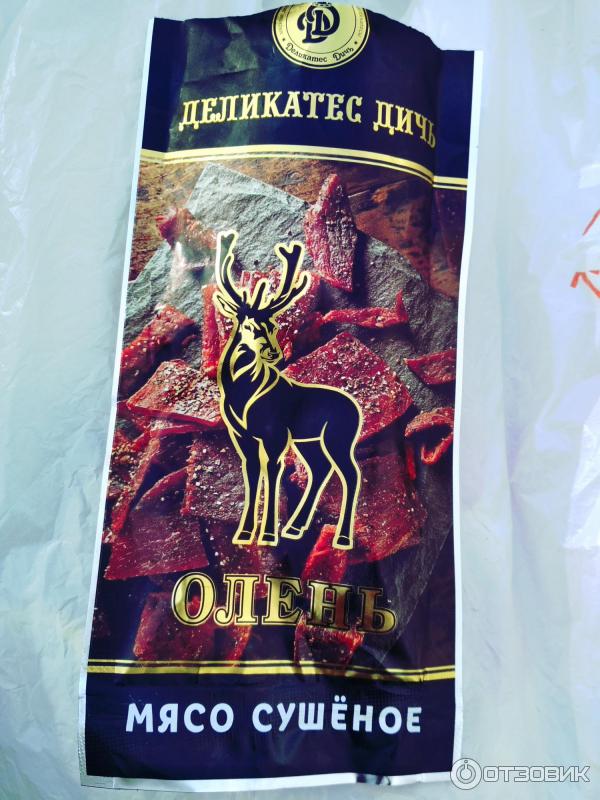 Деликатес Дичь
ДЕЛИКАТЕС ДИЧЬ
ОЛЕНЬ
МЯСО СУШЁНОЕ
ОТЗОВИК